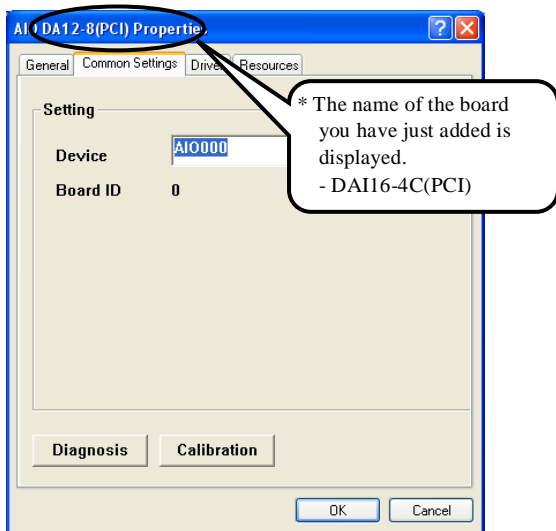 AIO DA12-8(PCI) Properties
General
Common Settings
Driver
Resources
* The name of the board
you have just added is
displayed.
- DAI16-4C(PCI)
Setting
Device
AIO000
Board ID
0
Diagnosis
Calibration
OK
Cancel